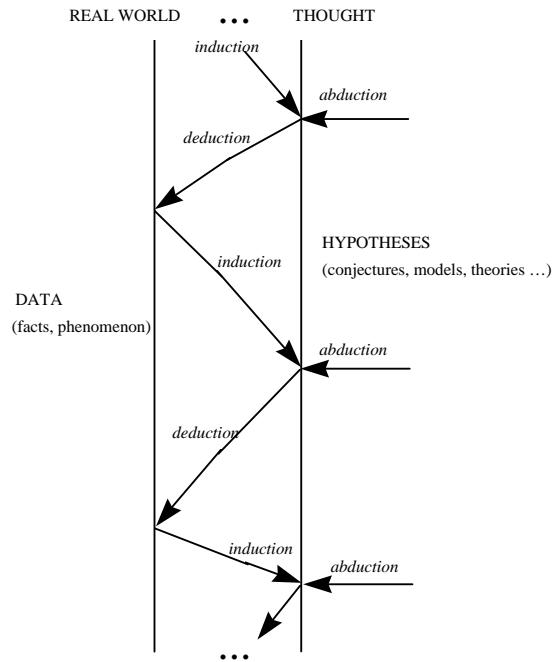 REAL WORLD ... THOUGHT
induction
abduction
deduction
HYPOTHESES
(conjectures, models, theories …)
induction
DATA
(facts, phenomenon)
abduction
deduction
induction
abduction
...